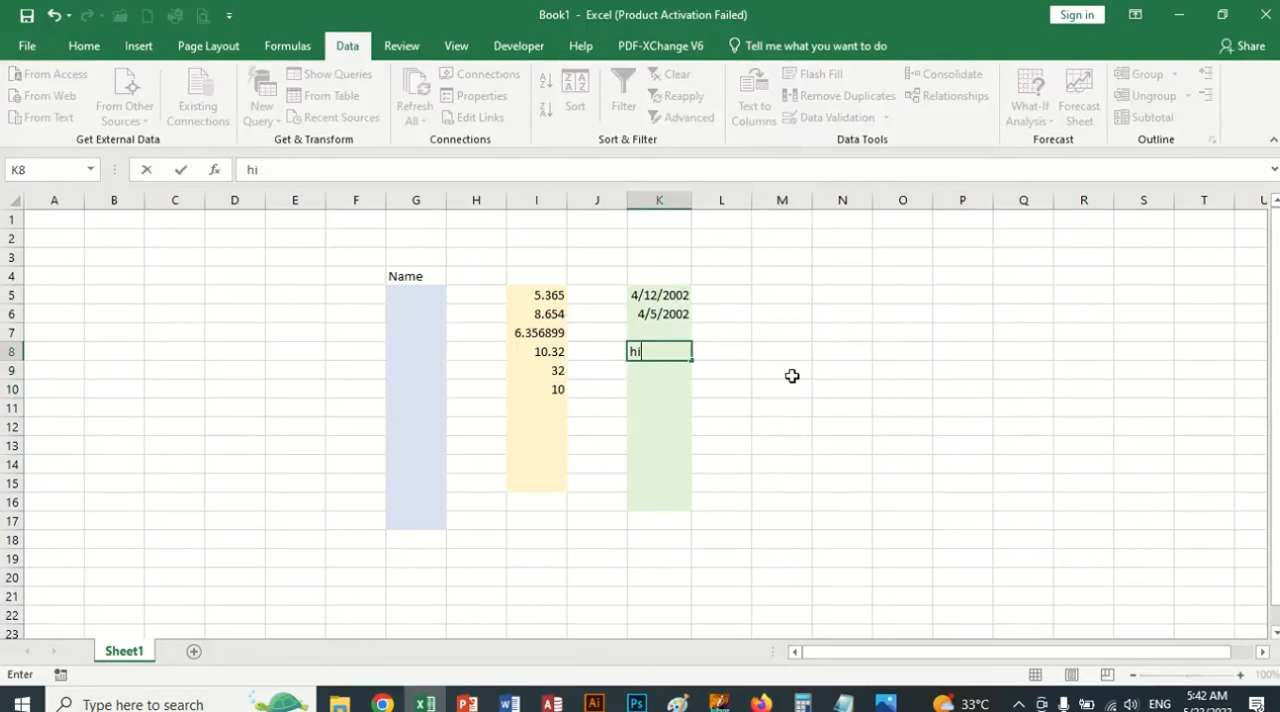 Book1 - Excel (Product Activation Failed)
Sign in
File Home Insert Page Layout Formulas Data Review View Developer Help PDF-XChange V6 Tell me what you want to do Share
From Access
From Web
From Text
From Other Sources
Existing Connections
Get External Data
New Query
Show Queries
From Table
Recent Sources
Get & Transform
Refresh All
Connections
Properties
Edit Links
Connections
Sort
Filter
Clear
Reapply
Advanced
Sort & Filter
Text to Columns
Flash Fill
Remove Duplicates
Data Validation
Consolidate
Relationships
Data Tools
What-If Analysis
Forecast Sheet
Forecast
Group
Ungroup
Subtotal
Outline
K8 fx hi
A B C D E F G H I J K L M N O P Q R S T U
1
2
3
4 Name
5 5.365 4/12/2002
6 8.654 4/5/2002
7 6.356899
8 10.32 hi
9 32
10 10
11
12
13
14
15
16
17
18
19
20
21
22
23
Sheet1
Enter 100%
Type here to search 33°C ENG 5:42 AM